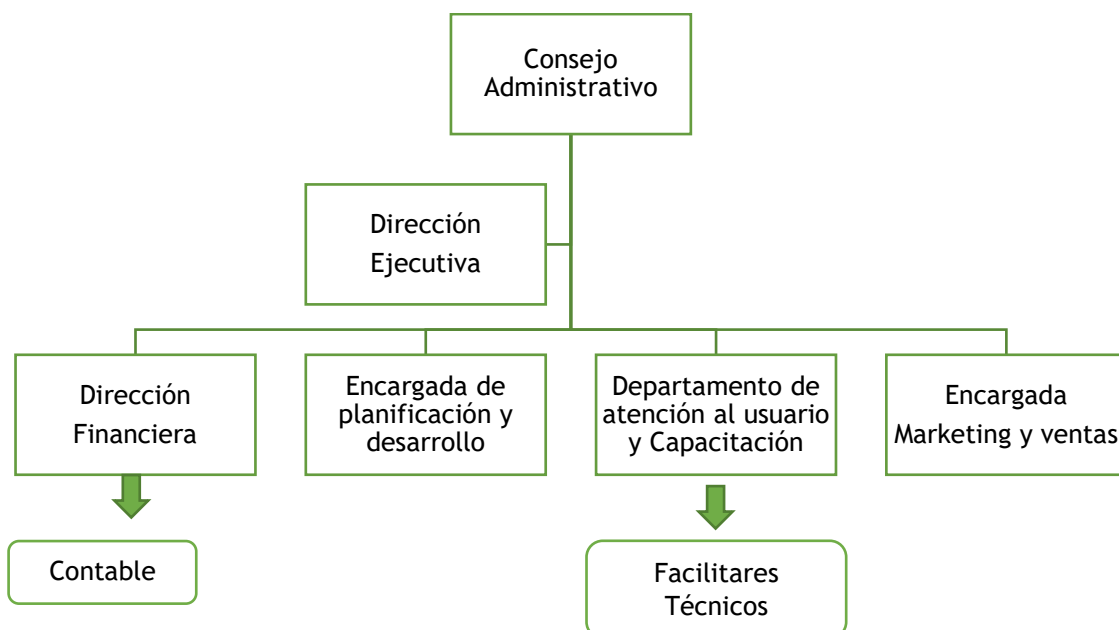 Consejo
Administrativo
Dirección
Ejecutiva
Dirección
Financiera
Encargada de
planificación y
desarrollo
Departamento de
atención al usuario
y Capacitación
Encargada
Marketing y ventas
Contable
Facilitares
Técnicos